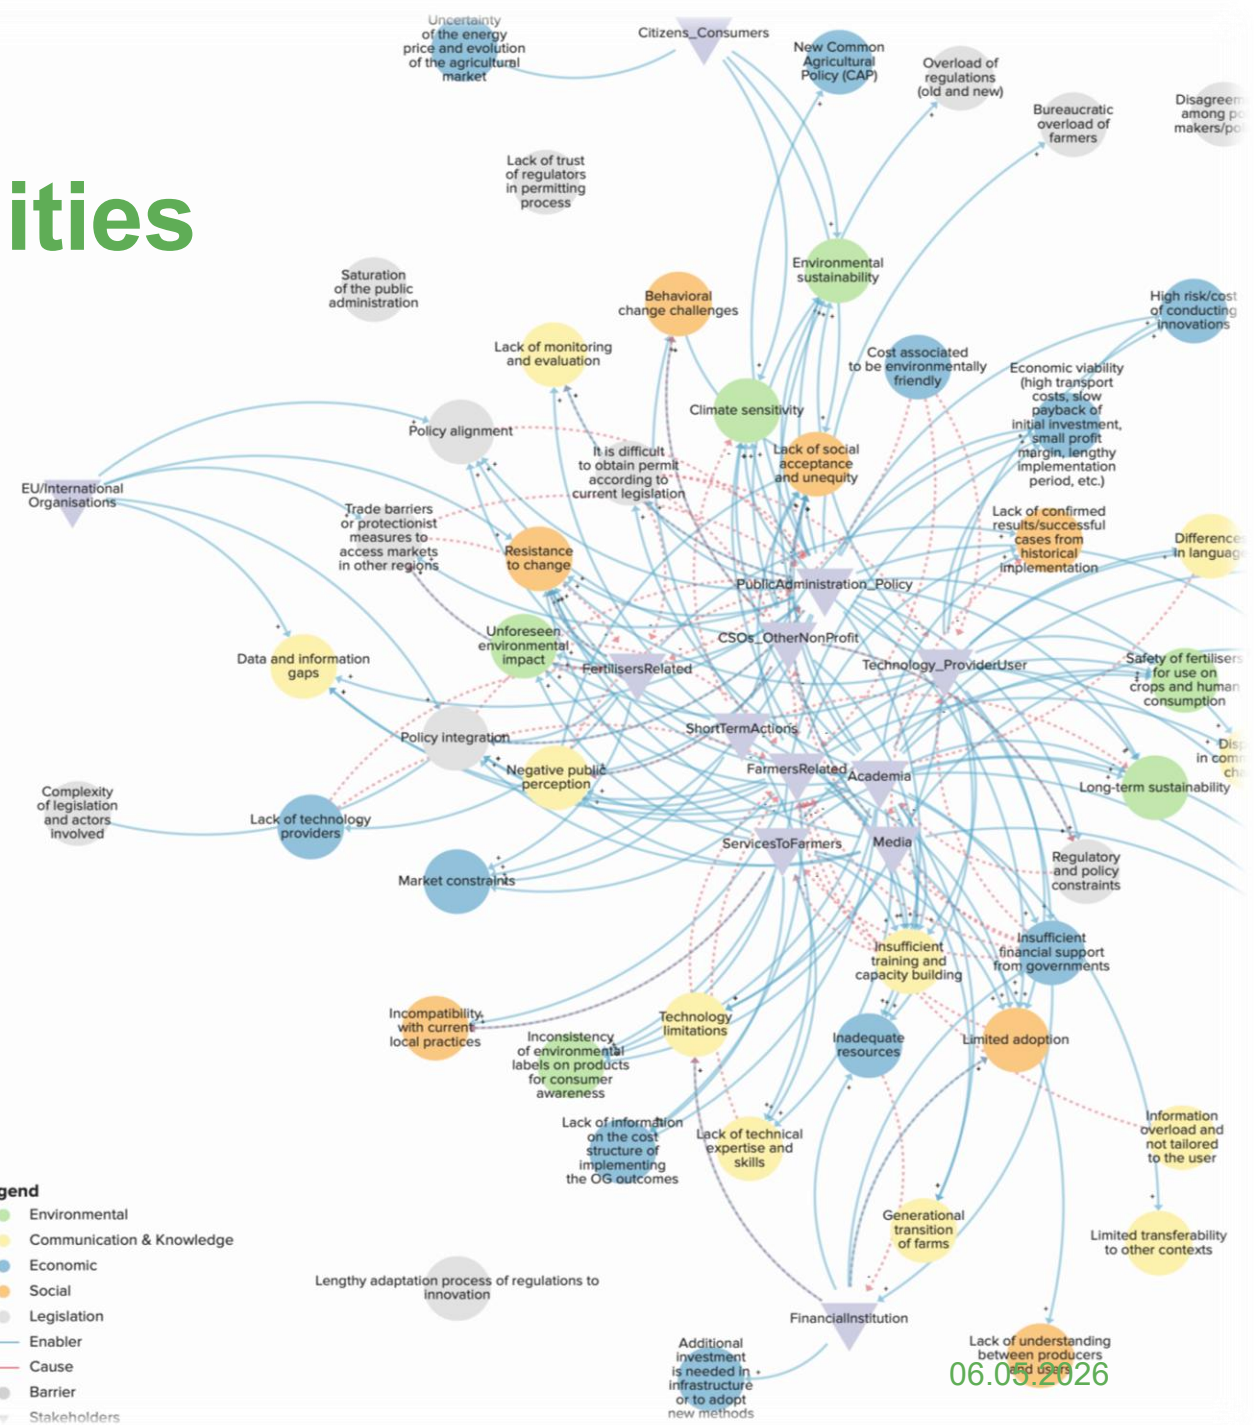 Uncertainty
of the energy
price and evolution
of the agricultural
market
Citizens_Consumers
New Common
Agricultural
Policy (CAP)
Overload of
regulations
(old and new)
Bureaucratic
overload of
farmers
among
Lack of trust
of regulators
in permitting
process
ities
Environmental
sustainability
Saturation
of the public
administration
Behavioral
change challenges
High risk/cost
of conducting
innovations
Lack of monitoring
and evaluation
Cost associated
to be environmentally
friendly
Economic viability
(high transport
costs, slow
payback of
initial investment,
small profit
margin, lengthy
implementation
period, etc.)
Climate sensitivity
Policy alignment
It is difficult
to obtain permit
according to
current legislation
Lack of social
acceptance
and unequity
EU/International
Organisations
Trade barriers
or protectionist
measures to
access markets
in other regions
Lack of confirmed
results/successful
cases from
historical
implementation
Differences
in language
Resistance
to change
PublicAdministration_Policy
Unforeseen
environmental
impact
CSOs_OtherNonProfit
FertilisersRelated
Technology_ProviderUser
Data and information
gaps
Safety of fertilisers
for use on
crops and human
consumption
Policy integration
ShortTermActions
in
Negative public
perception
FarmersRelated
Academia
Long-term sustainability
Complexity
of legislation
and actors
involved
Lack of technology
providers
ServicesToFarmers
Media
Regulatory
and policy
constraints
Market constraints
Insufficient
training and
capacity building
Insufficient
financial support
from governments
Incompatibility
with current
local practices
Technology
limitations
Inadequate
resources
Limited adoption
Inconsistency
of environmental
labels on products
for consumer
awareness
Lack of information
on the cost
structure of
implementing
the OG outcomes
Lack of technical
expertise and
skills
Information
overload and
not tailored
to the user
Generational
transition
of farms
Limited transferability
to other contexts
Lengthy adaptation process of regulations to
innovation
FinancialInstitution
Additional
investment
is needed in
infrastructure
or to adopt
new methods
Lack of understanding
between producers
and users
06.05.2026
gend
Environmental
Communication & Knowledge
Economic
Social
Legislation
Enabler
Cause
Barrier
Stakeholders